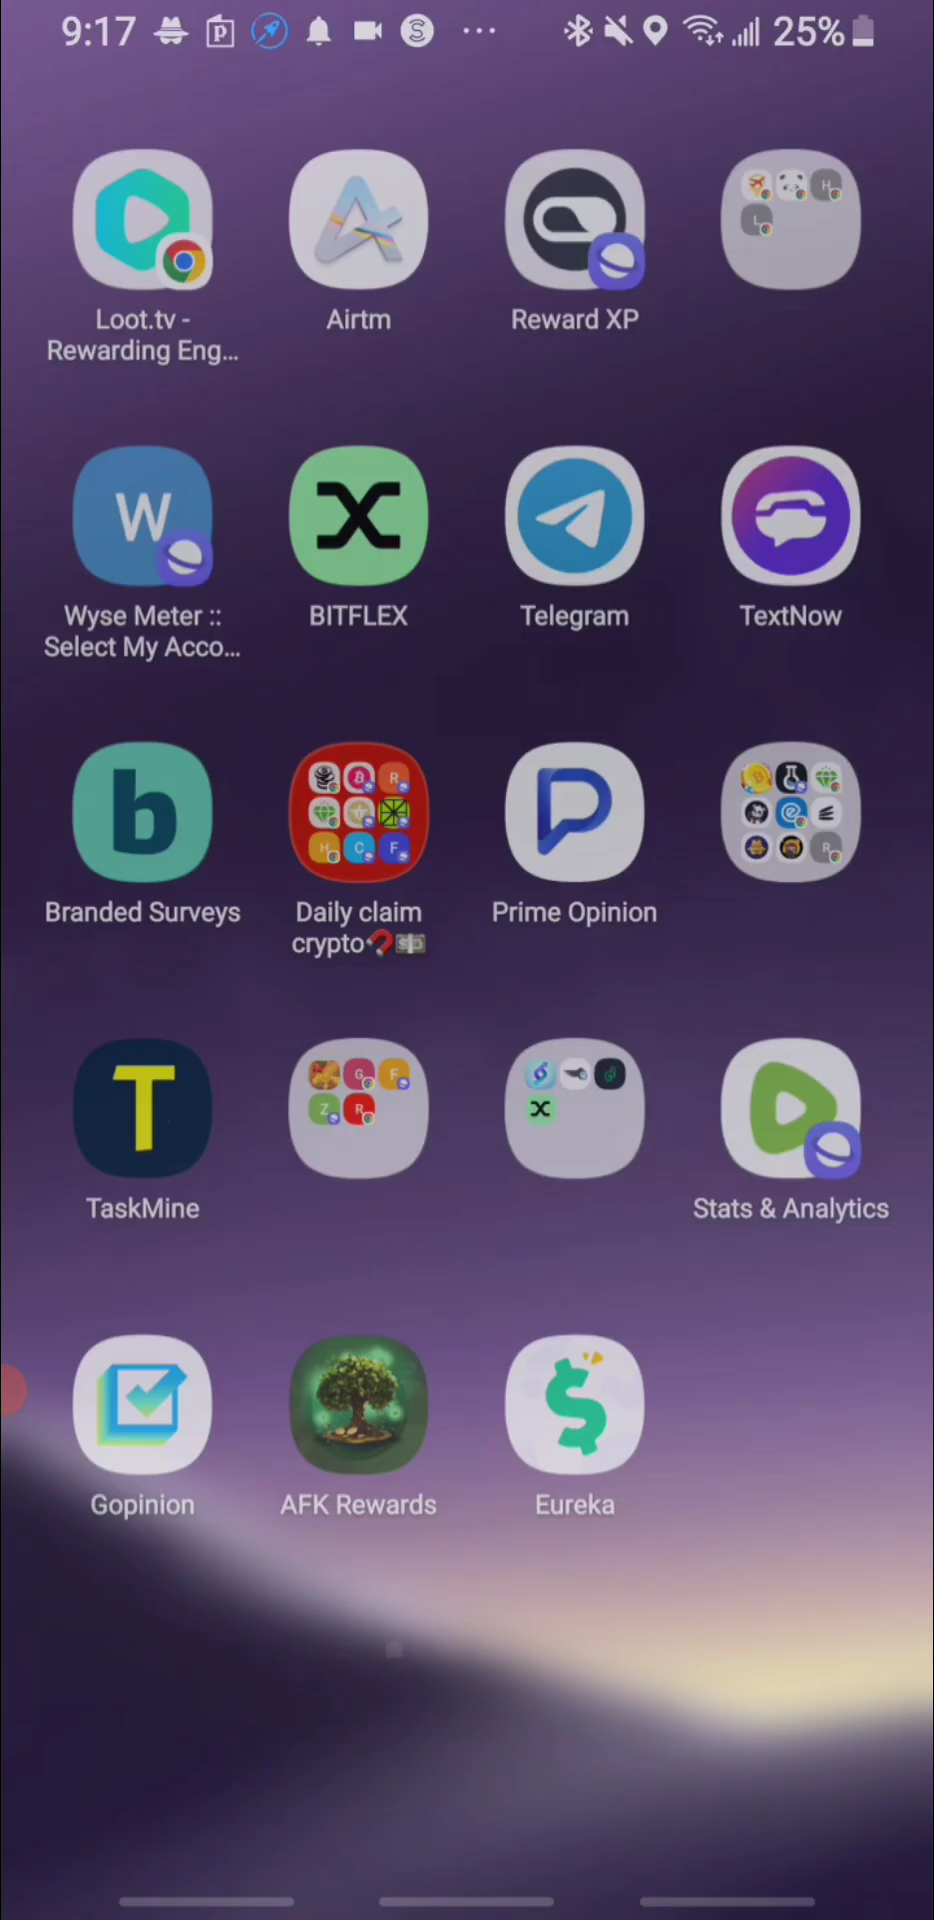 9:17 25%
Loot.tv -
Rewarding Eng...
Airtm
Reward XP
H
L
W
Wyse Meter ::
Select My Acco...
BITFLEX
Telegram
TextNow
b
Branded Surveys
R
H C F
Daily claim
crypto🧲💵
Prime Opinion
R
T
TaskMine
G F
Z R
Stats & Analytics
Gopinion
AFK Rewards
Eureka